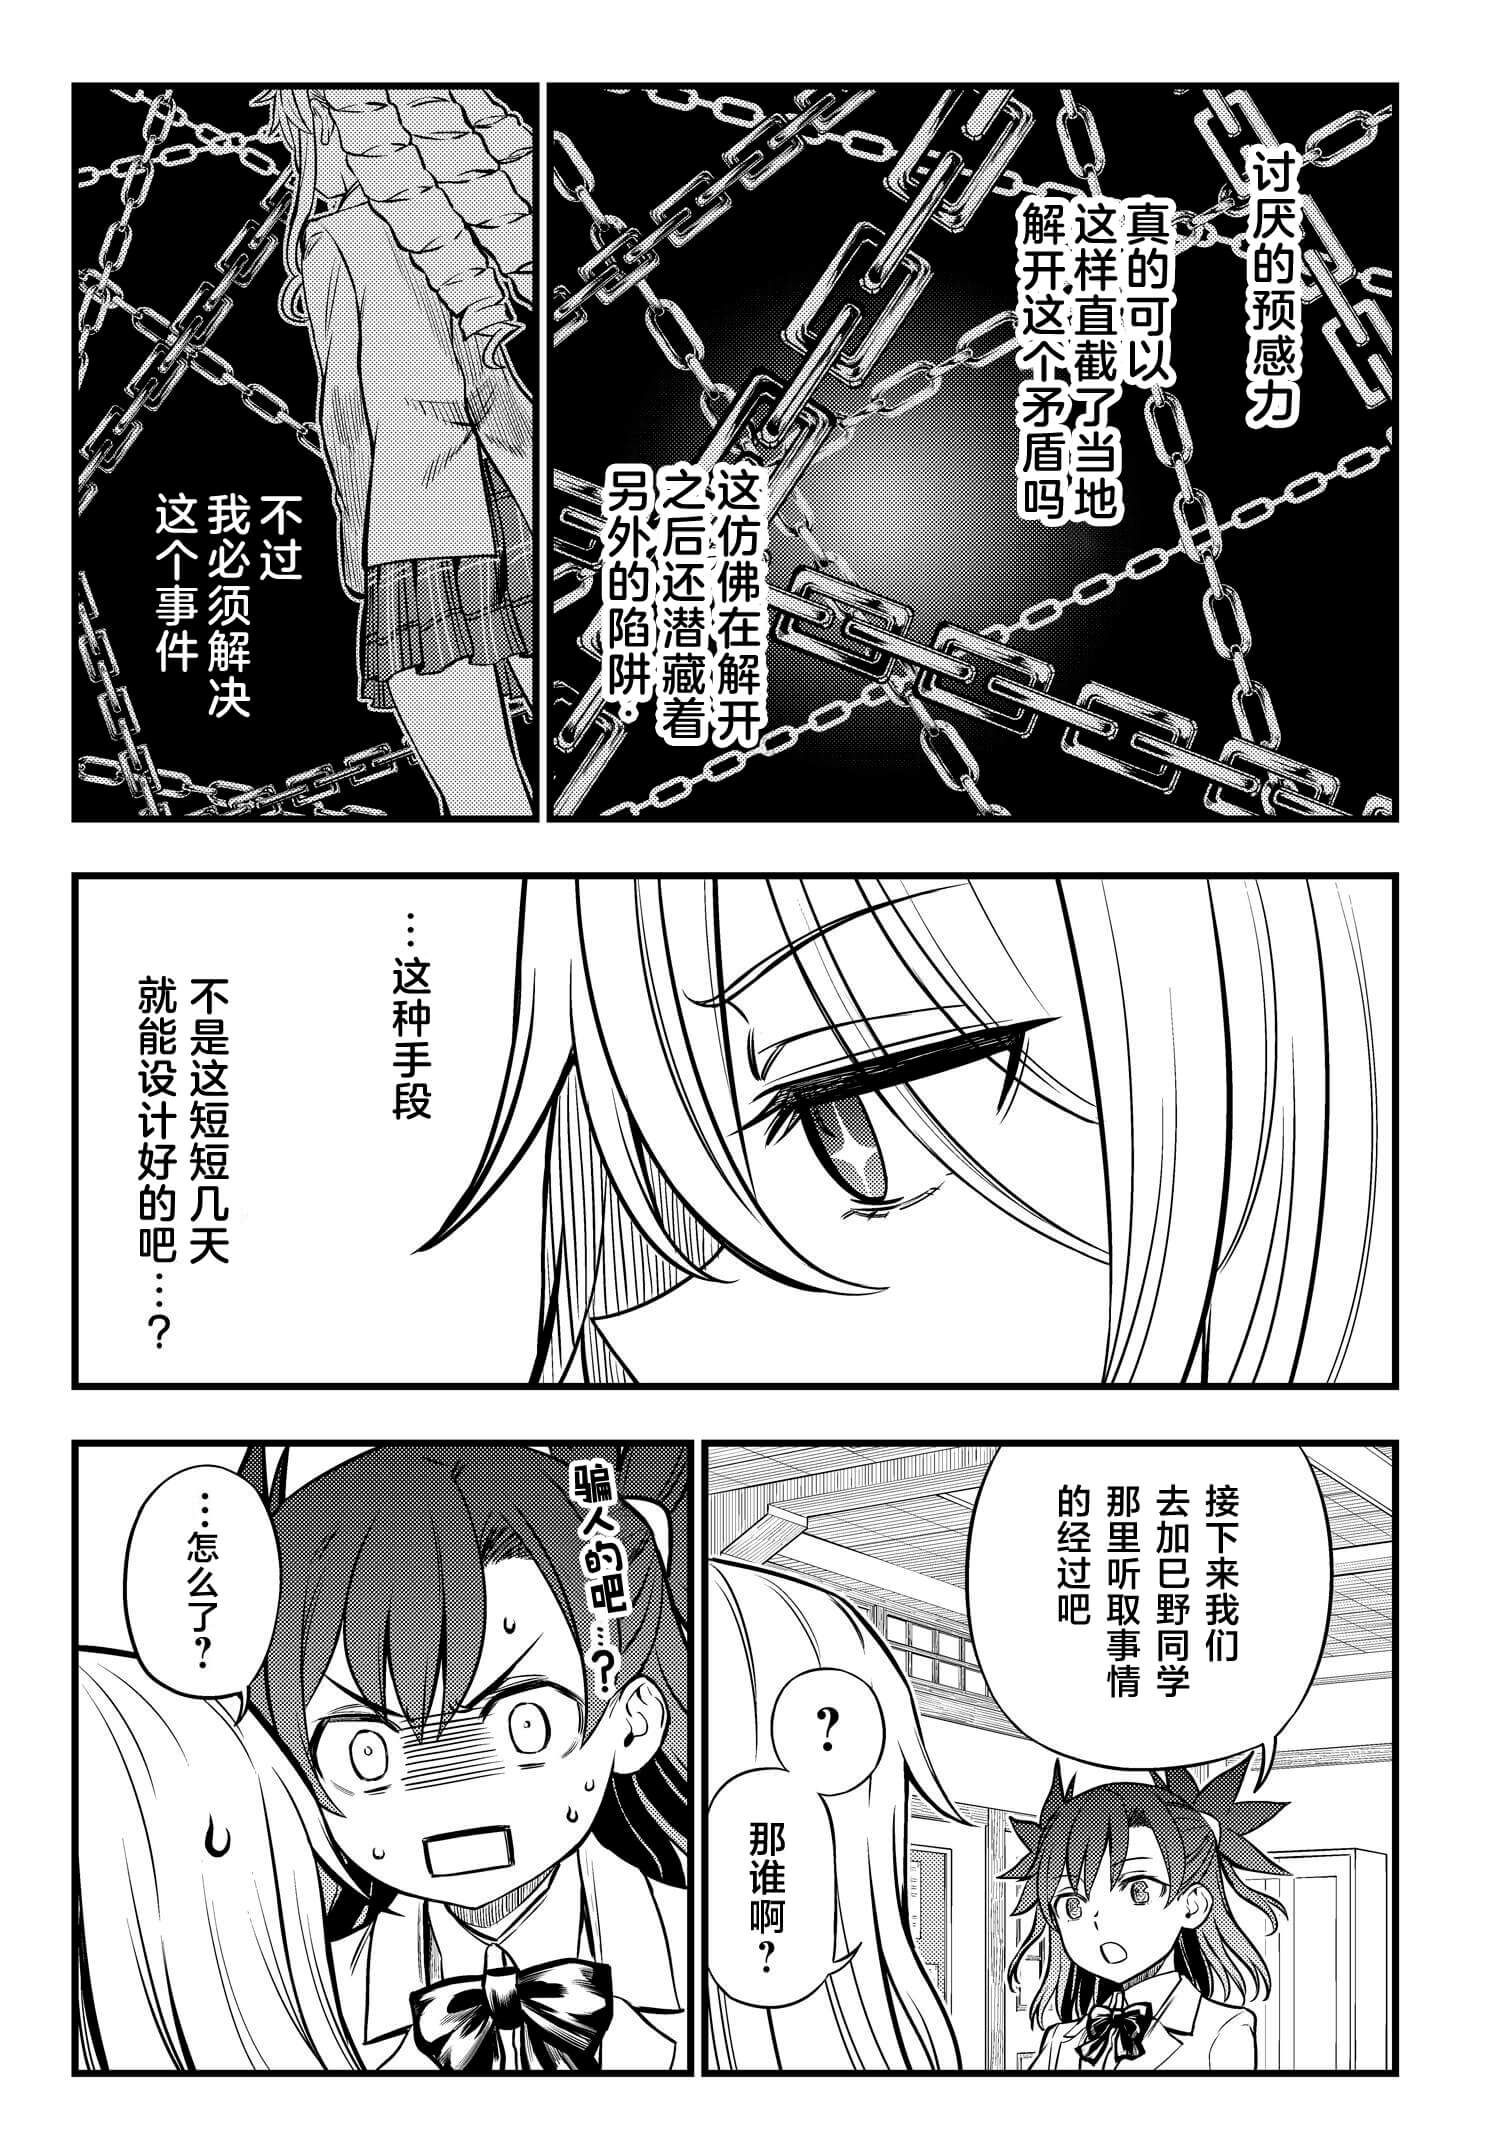 讨厌的预感力
真的可以
这样直截了当地
解开这个矛盾吗
这仿佛在解开
之后还潜藏着
另外的陷阱。
不过
我必须解决
这个事件
…这种手段
不是这短短几天
就能设计好的吧…?
接下来我们
去加巳野同学
那里听取事情
的经过吧
?
那谁啊?
骗人的吧…?
…怎么了?